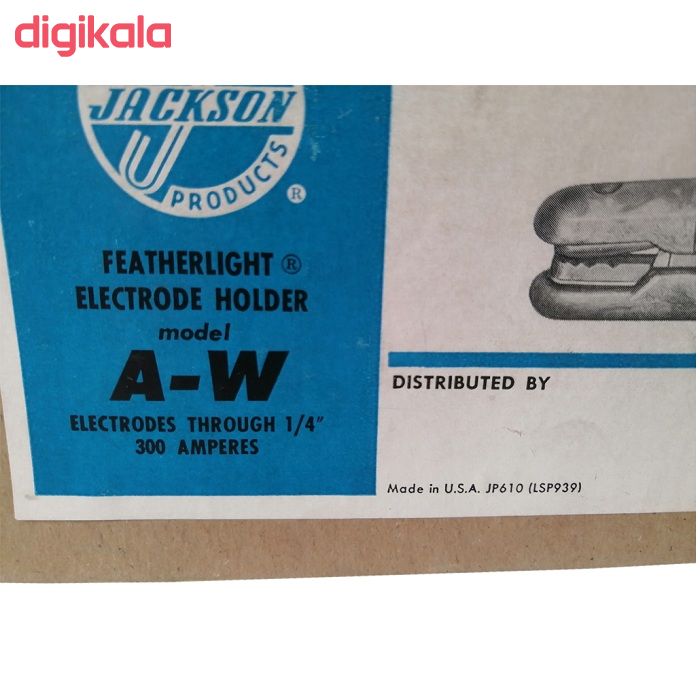 digikala
JACKSON
PRODUCTS ®
FEATHERLIGHT ®
ELECTRODE HOLDER
model
A-W
ELECTRODES THROUGH 1/4"
300 AMPERES
DISTRIBUTED BY
Made in U.S.A. JP610 (LSP939)